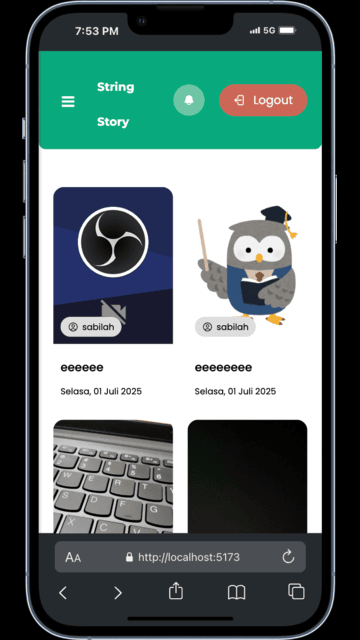 7:53 PM
5G
String
Story
Logout
sabilah
sabilah
eeeeee
eeeeeeee
Selasa, 01 Juli 2025
Selasa, 01 Juli 2025
AA
http://localhost:5173